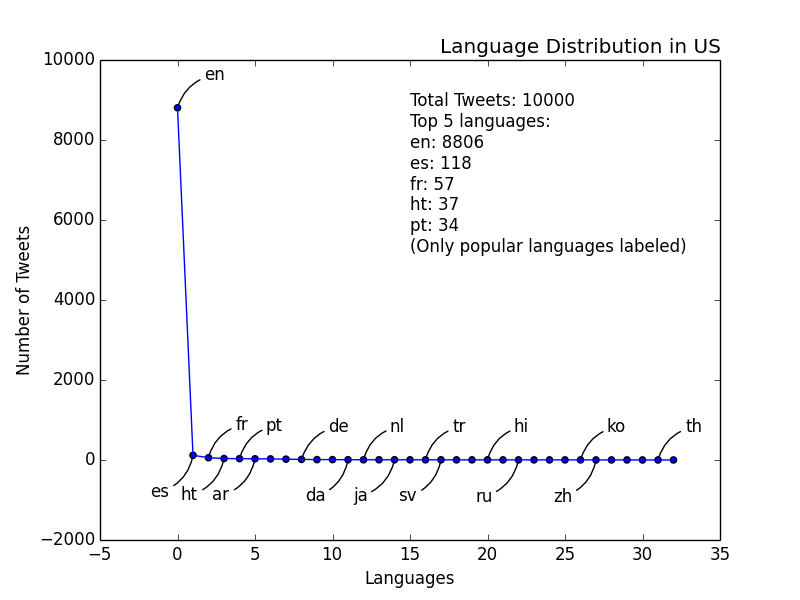 Language Distribution in US
10000
8000
6000
4000
2000
0
−2000
Number of Tweets
en
Total Tweets: 10000
Top 5 languages:
en: 8806
es: 118
fr: 57
ht: 37
pt: 34
(Only popular languages labeled)
fr pt de nl tr hi ko th
es ht ar da ja sv ru zh
−5 0 5 10 15 20 25 30 35
Languages